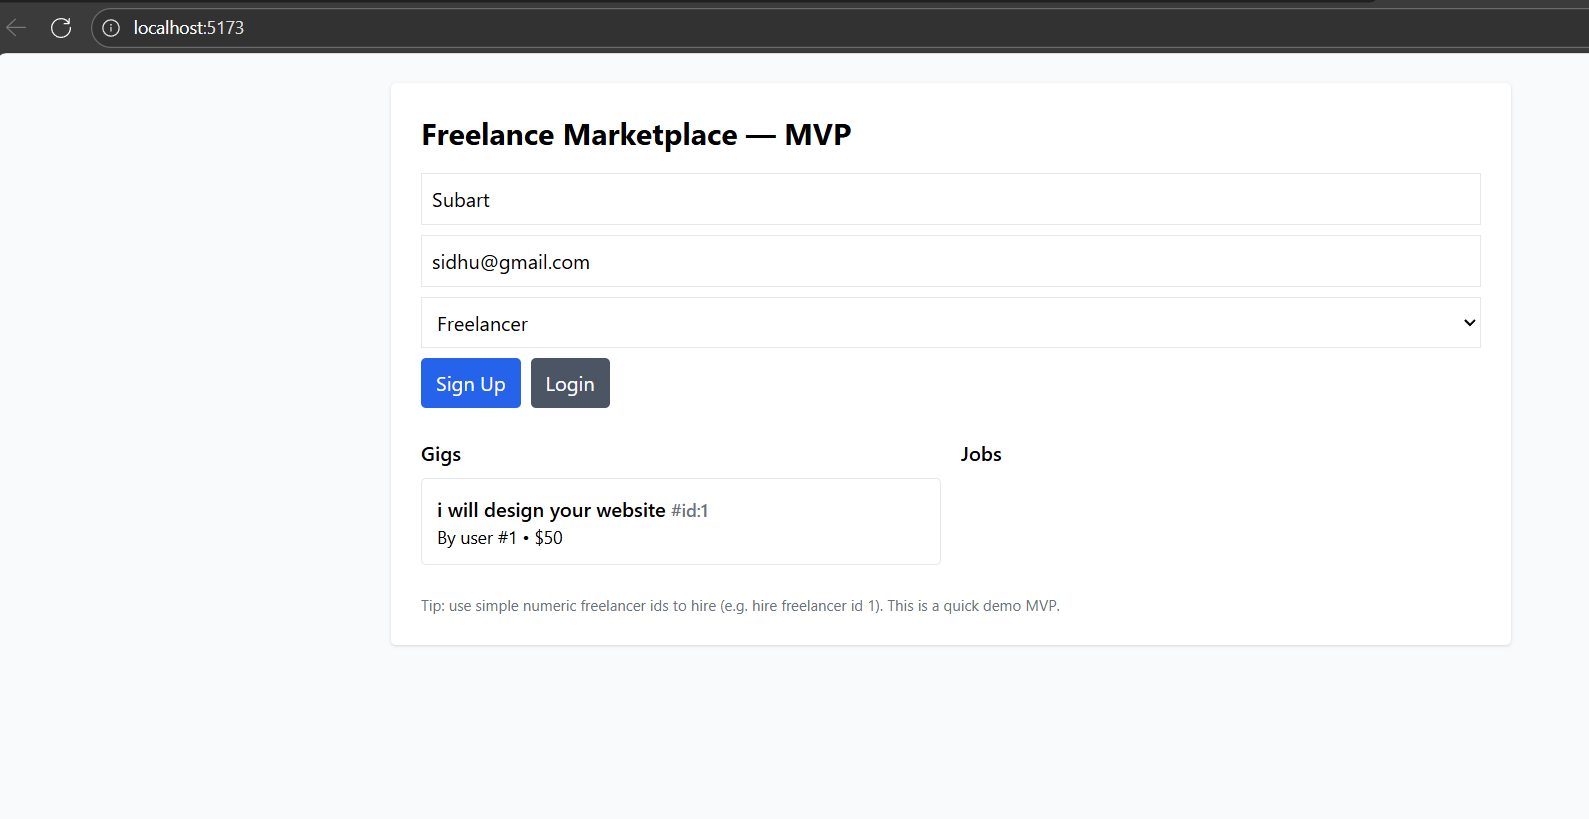 localhost:5173
Freelance Marketplace — MVP
Subart
sidhu@gmail.com
Freelancer
Sign Up Login
Gigs Jobs
i will design your website #id:1
By user #1 • $50
Tip: use simple numeric freelancer ids to hire (e.g. hire freelancer id 1). This is a quick demo MVP.